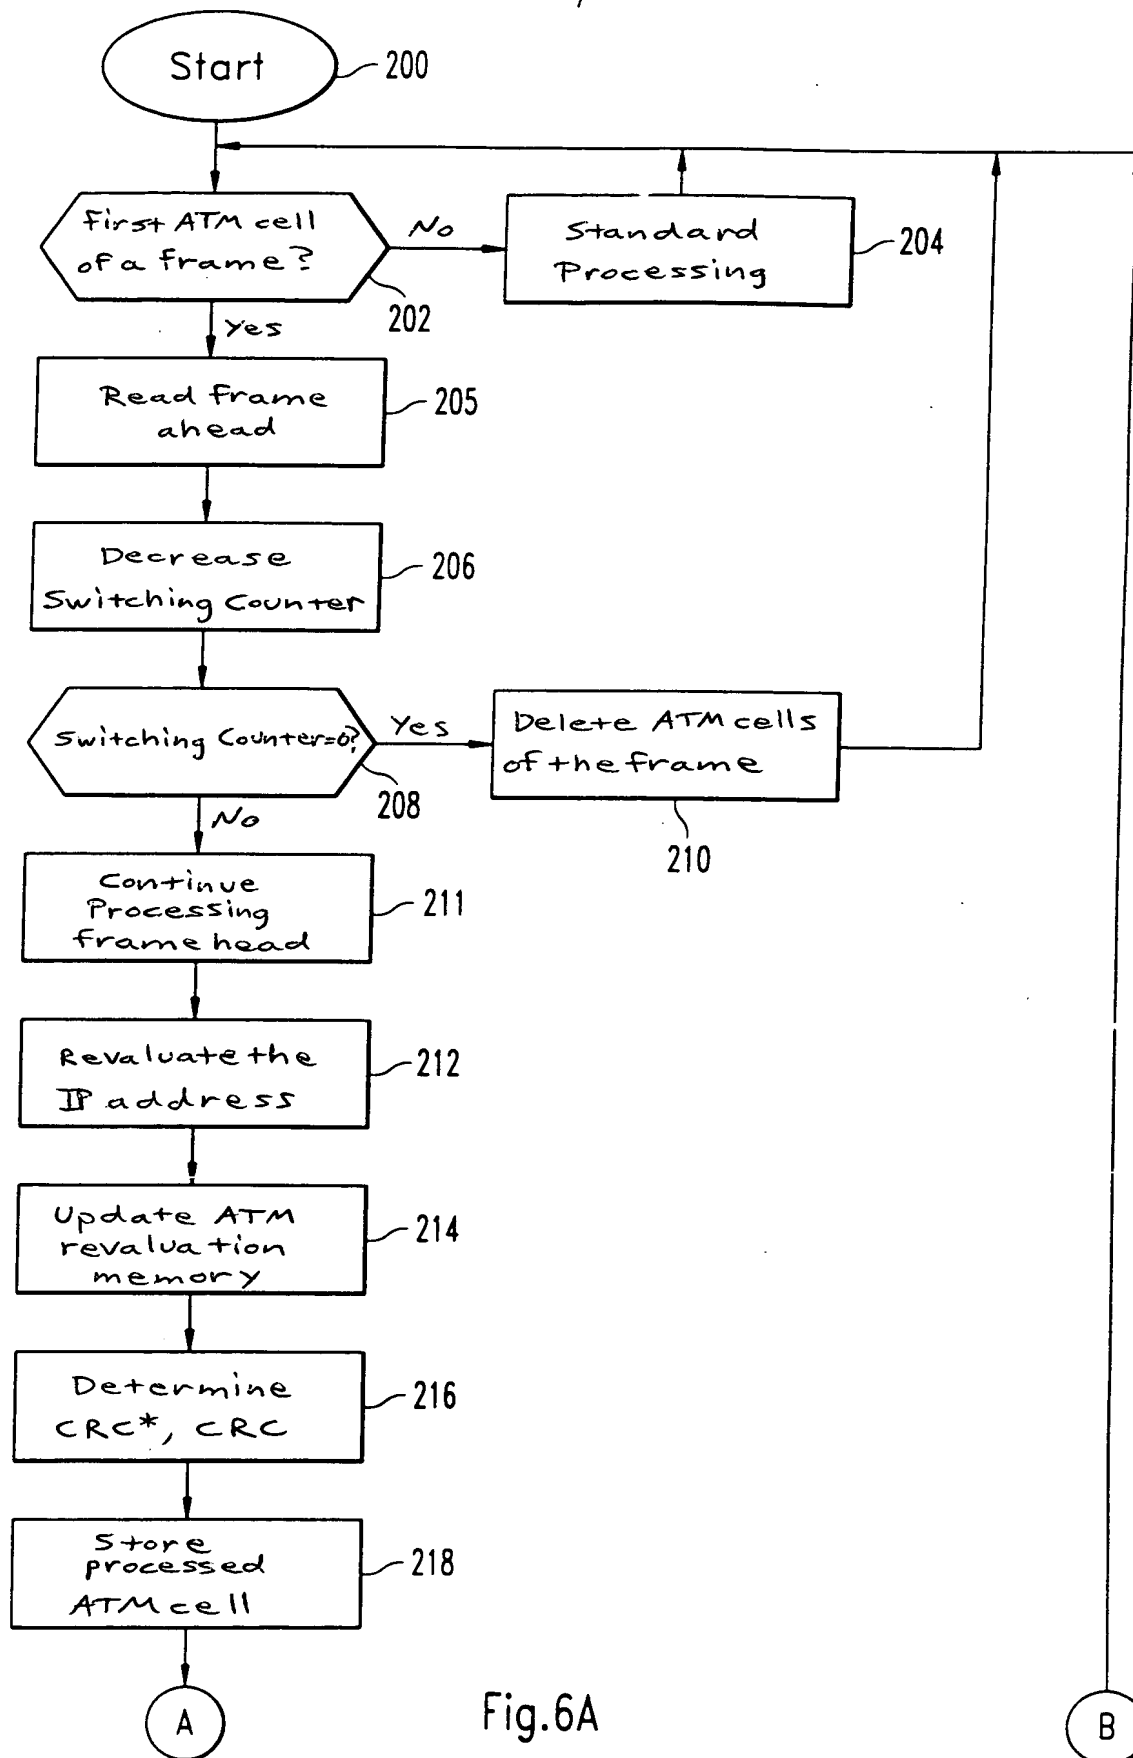 Start
200
First ATM cell
of a frame?
No
202
Standard
Processing
204
Yes
Read Frame
ahead
205
Decrease
Switching Counter
206
Switching Counter=0?
Yes
208
Delete ATM cells
of the frame
210
No
Continue
Processing
frame head
211
Revaluate the
IP address
212
Update ATM
revaluation
memory
214
Determine
CRC*, CRC
216
Store
processed
ATM cell
218
A
Fig.6A
B